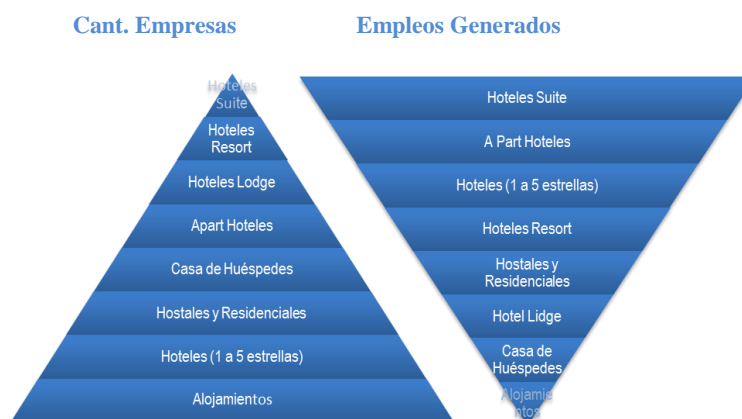 Cant. Empresas
Empleos Generados
Hoteles
Suite
Hoteles
Resort
Hoteles Lodge
Apart Hoteles
Casa de Huéspedes
Hostales y Residenciales
Hoteles (1 a 5 estrellas)
Alojamientos
Hoteles Suite
A Part Hoteles
Hoteles (1 a 5 estrellas)
Hoteles Resort
Hostales y
Residenciales
Hotel Lidge
Casa de
Huéspedes
Alojamie
ntos